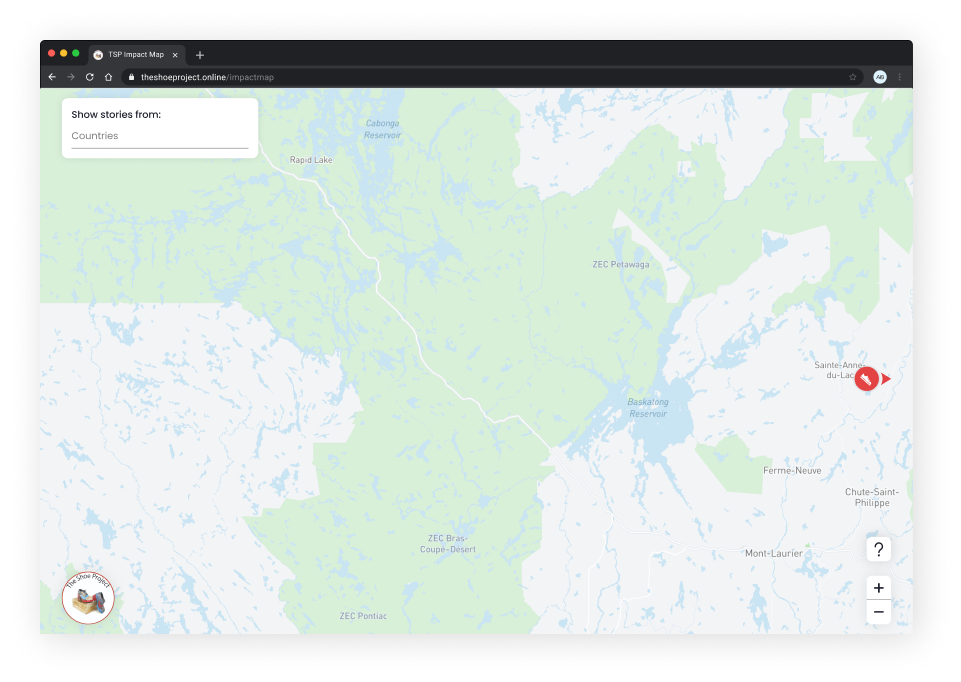 TSP Impact Map
theshoeproject.online/impactmap
AG
Show stories from:
Countries
Cabonga
Reservoir
Rapid Lake
ZEC Petawaga
Sainte-Anne-
du-Lac
Baskatong
Reservoir
Ferme-Neuve
Chute-Saint-
Philippe
ZEC Bras-
Coupé-Désert
Mont-Laurier
?
+
−
The Shoe Project
ZEC Pontiac